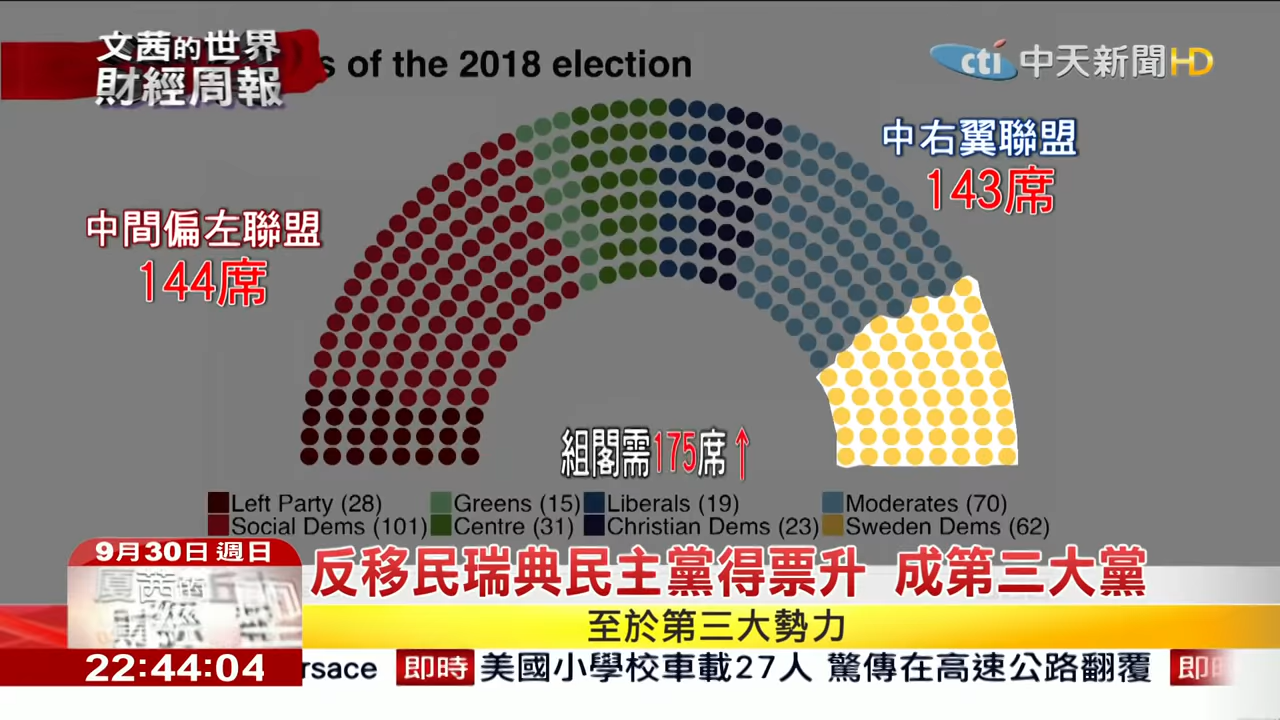 文茜的世界
財經周報
s of the 2018 election
cti 中天新聞HD
中右翼聯盟
143席
中間偏左聯盟
144席
組閣需175席↑
Left Party (28)
Greens (15)
Liberals (19)
Moderates (70)
Social Dems (101)
Centre (31)
Christian Dems (23)
Sweden Dems (62)
9月30日 週日
反移民瑞典民主黨得票升 成第三大黨
至於第三大勢力
22:44:04
rsace 即時 美國小學校車載27人 驚傳在高速公路翻覆 即時